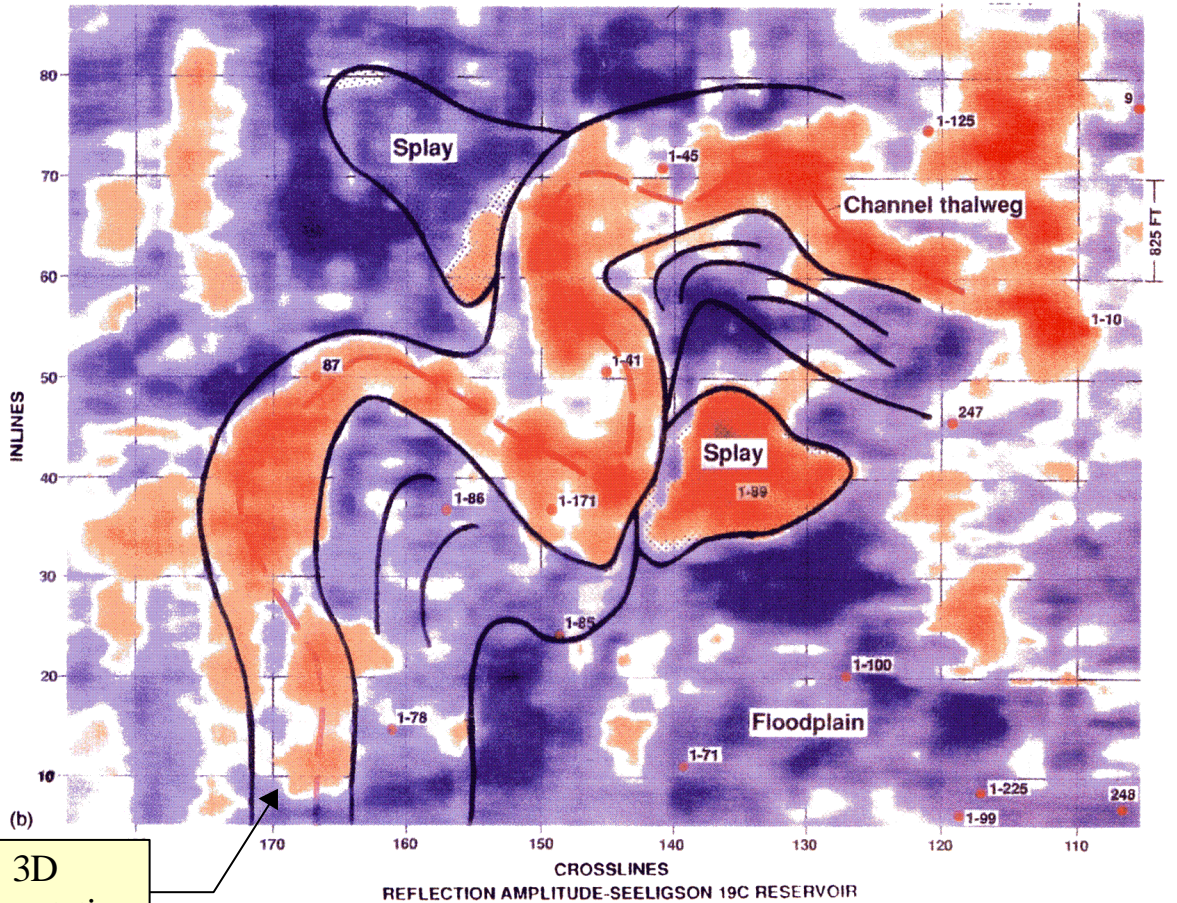 80
9
1-125
Splay
1-45
70
Channel thalweg
825 FT
60
1-10
1-41
87
50
INLINES
247
Splay
40
1-86
1-171
1-89
30
1-85
20
1-100
1-78
Floodplain
1-71
10
1-225
248
1-99
(b)
170 160 150 140 130 120 110
3D
CROSSLINES
REFLECTION AMPLITUDE-SEELIGSON 19C RESERVOIR